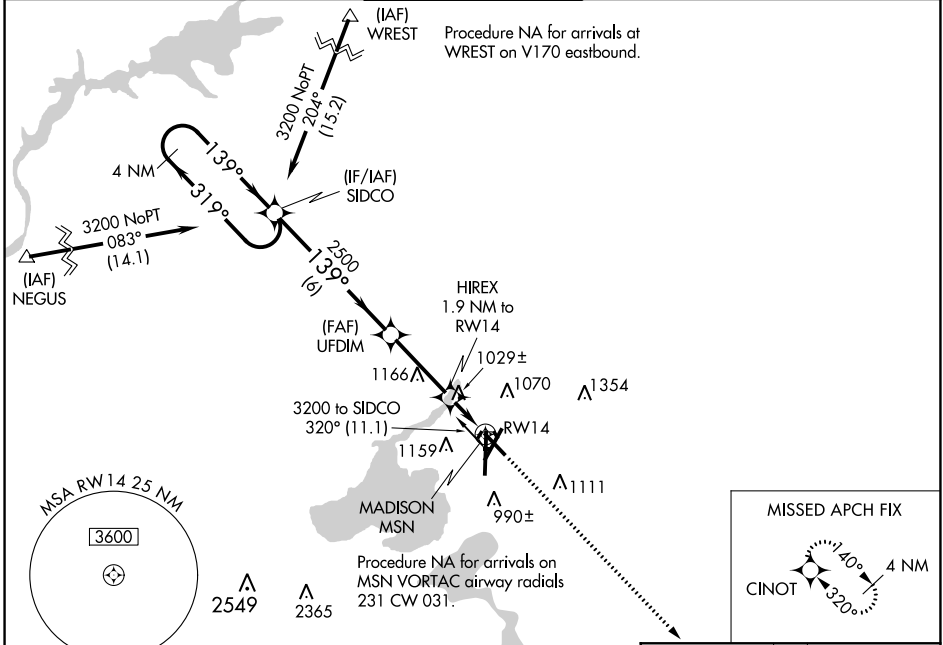 (IAF)
WREST
Procedure NA for arrivals at
WREST on V170 eastbound.
3200 NoPT
204°
(15.2)
4 NM
139°
319°
(IF/IAF)
SIDCO
3200 NoPT
083°
(14.1)
(IAF)
NEGUS
2500
139°
(6)
HIREX
1.9 NM to
RW14
(FAF)
UFDIM
1029±
1166
1070
1354
3200 to SIDCO
320° (11.1)
RW14
1159
MADISON
MSN
1111
990±
MSA RW14 25 NM
3600
2549
2365
Procedure NA for arrivals on
MSN VORTAC airway radials
231 CW 031.
MISSED APCH FIX
CINOT
140°
320°
4 NM